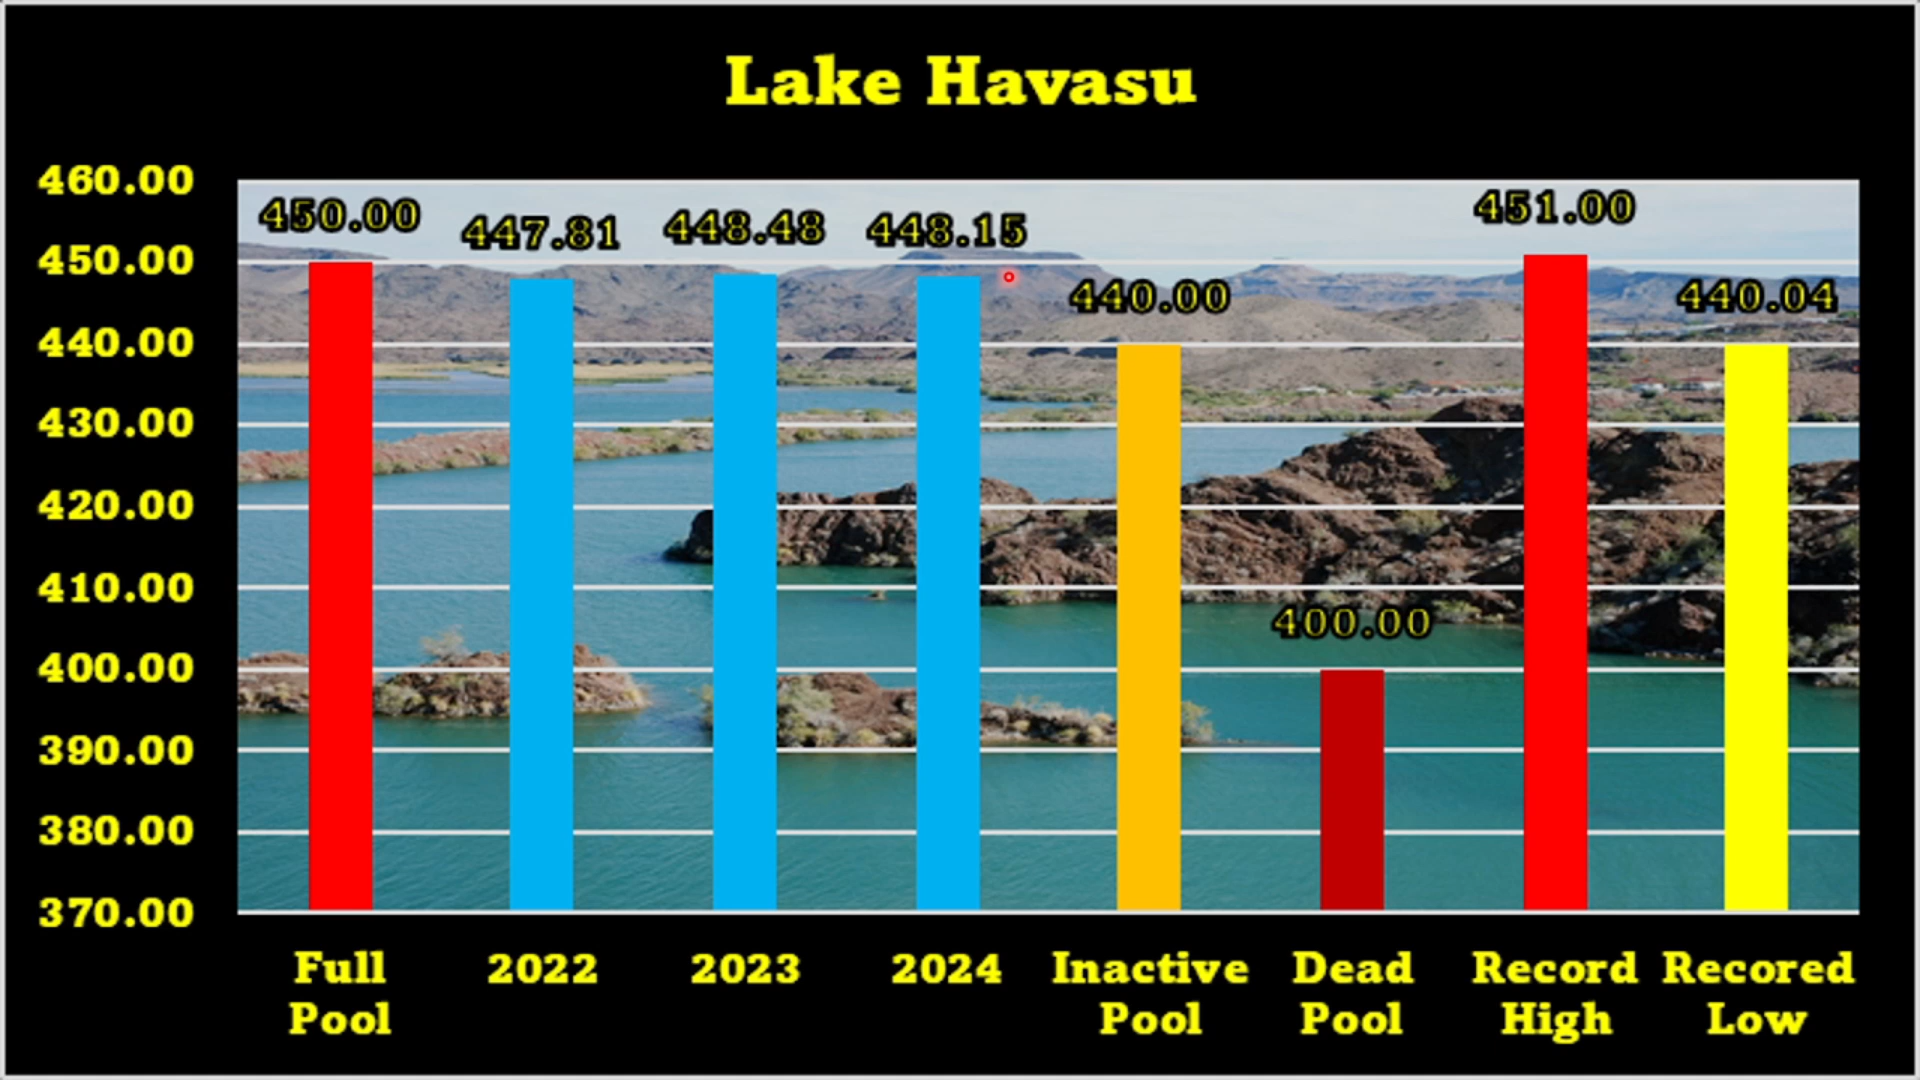 Lake Havasu
460.00
450.00
440.00
430.00
420.00
410.00
400.00
390.00
380.00
370.00
450.00
447.81
448.48
448.15
440.00
400.00
451.00
440.04
Full
Pool
2022
2023
2024
Inactive
Pool
Dead
Pool
Record
High
Recored
Low